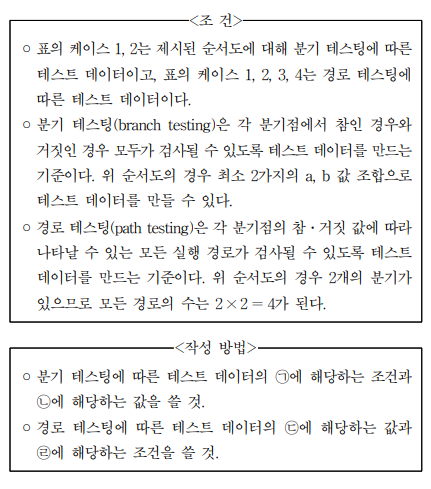 <조 건>
○ 표의 케이스 1, 2는 제시된 순서도에 대해 분기 테스팅에 따른
테스트 데이터이고, 표의 케이스 1, 2, 3, 4는 경로 테스팅에
따른 테스트 데이터이다.
○ 분기 테스팅(branch testing)은 각 분기점에서 참인 경우와
거짓인 경우 모두가 검사될 수 있도록 테스트 데이터를 만드는
기준이다. 위 순서도의 경우 최소 2가지의 a, b 값 조합으로
테스트 데이터를 만들 수 있다.
○ 경로 테스팅(path testing)은 각 분기점의 참·거짓 값에 따라
나타날 수 있는 모든 실행 경로가 검사될 수 있도록 테스트
데이터를 만드는 기준이다. 위 순서도의 경우 2개의 분기가
있으므로 모든 경로의 수는 2×2=4가 된다.
<작성 방법>
○ 분기 테스팅에 따른 테스트 데이터의 ㉠에 해당하는 조건과
㉡에 해당하는 값을 쓸 것.
○ 경로 테스팅에 따른 테스트 데이터의 ㉢에 해당하는 값과
㉣에 해당하는 조건을 쓸 것.